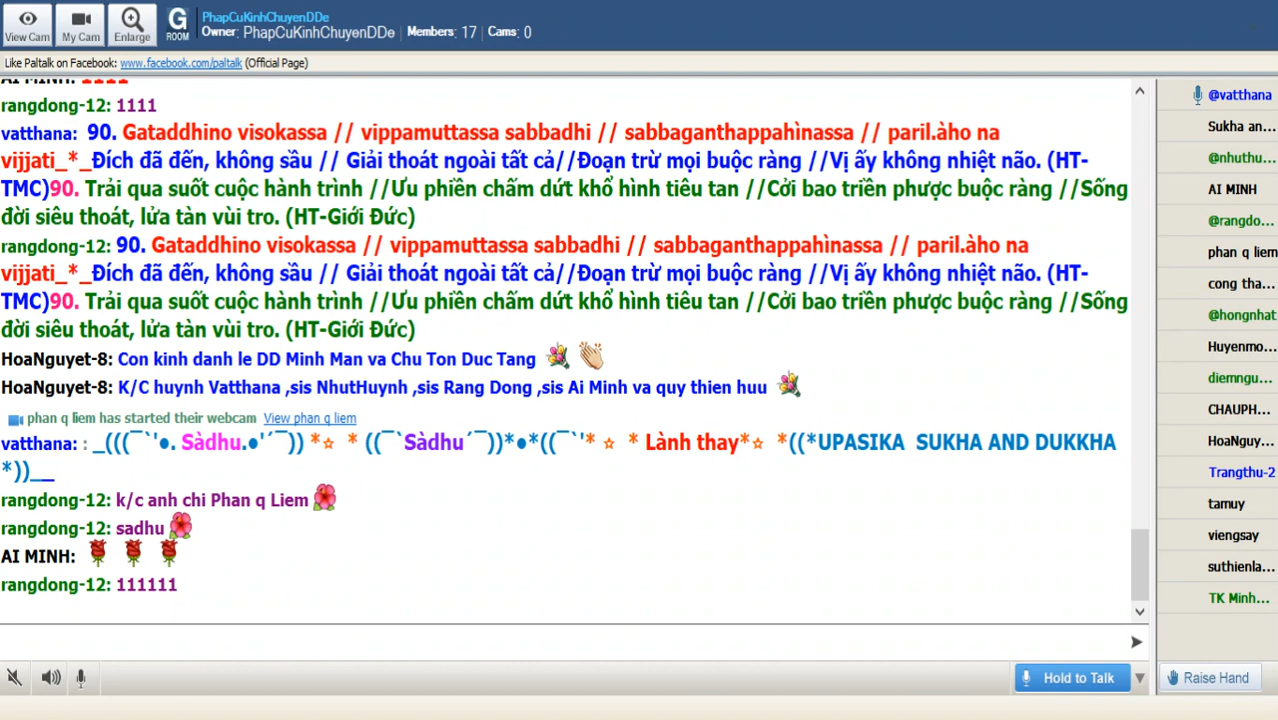 PhapCuKinhChuyenDDe
Owner: PhapCuKinhChuyenDDe Members: 17 Cams: 0
View Cam
My Cam
Enlarge
G
ROOM
Like Paltalk on Facebook: www.facebook.com/paltalk (Official Page)
AI MINH: 1111
rangdong-12: 1111
vatthana: 90. Gataddhino visokassa // vippamuttassa sabbadhi // sabbaganthappahìnassa // paril.àho na
vijjati_*_Đích đã đến, không sầu // Giải thoát ngoài tất cả//Đoạn trừ mọi buộc ràng //Vị ấy không nhiệt não. (HT-
TMC)90. Trải qua suốt cuộc hành trình //Ưu phiền chấm dứt khổ hình tiêu tan //Cởi bao triền phược buộc ràng //Sống
đời siêu thoát, lửa tàn vùi tro. (HT-Giới Đức)
rangdong-12: 90. Gataddhino visokassa // vippamuttassa sabbadhi // sabbaganthappahìnassa // paril.àho na
vijjati_*_Đích đã đến, không sầu // Giải thoát ngoài tất cả//Đoạn trừ mọi buộc ràng //Vị ấy không nhiệt não. (HT-
TMC)90. Trải qua suốt cuộc hành trình //Ưu phiền chấm dứt khổ hình tiêu tan //Cởi bao triền phược buộc ràng //Sống
đời siêu thoát, lửa tàn vùi tro. (HT-Giới Đức)
HoaNguyet-8: Con kinh danh le DD Minh Man va Chu Ton Duc Tang
HoaNguyet-8: K/C huynh Vatthana ,sis NhutHuynh ,sis Rang Dong ,sis Ai Minh va quy thien huu
phan q liem has started their webcam View phan q liem
vatthana: : _(((¯`'●. Sàdhu.●'´¯)) *☆ * ((¯`Sàdhu´¯))*●*((¯`'* ☆ * Lành thay*☆ *((*UPASIKA SUKHA AND DUKKHA
*))__
rangdong-12: k/c anh chi Phan q Liem
rangdong-12: sadhu
AI MINH:
rangdong-12: 111111
Hold to Talk
@vatthana
Sukha an...
@nhuthu...
AI MINH
@rangdo...
phan q liem
cong tha...
@hongnhat
Huyenmo...
diemngu...
CHAUPH...
HoaNguy...
Trangthu-2
tamuy
viengsay
suthienla...
TK Minh...
Raise Hand